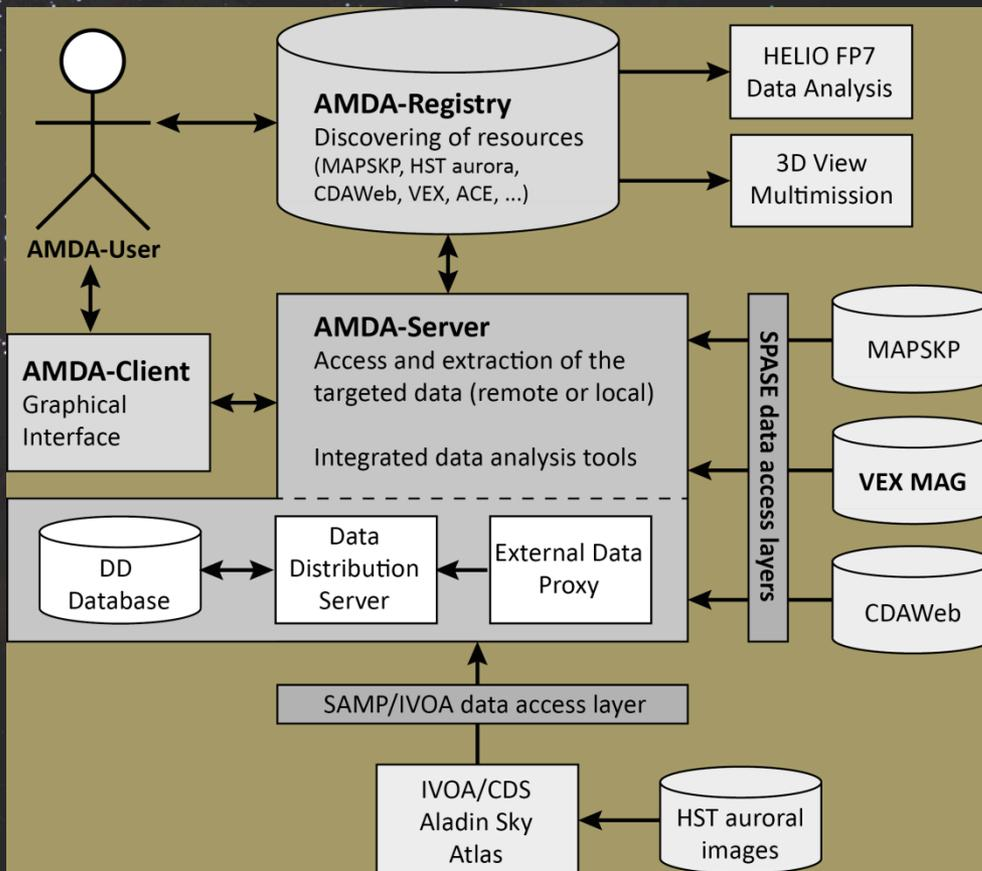 AMDA-Registry
Discovering of resources
(MAPSKP, HST aurora,
CDAWeb, VEX, ACE, ...)
HELIO FP7
Data Analysis
3D View
Multimission
AMDA-User
AMDA-Client
Graphical
Interface
AMDA-Server
Access and extraction of the
targeted data (remote or local)
Integrated data analysis tools
SPASE data access layers
MAPSKP
VEX MAG
CDAWeb
DD
Database
Data
Distribution
Server
External Data
Proxy
SAMP/IVOA data access layer
IVOA/CDS
Aladin Sky
Atlas
HST auroral
images